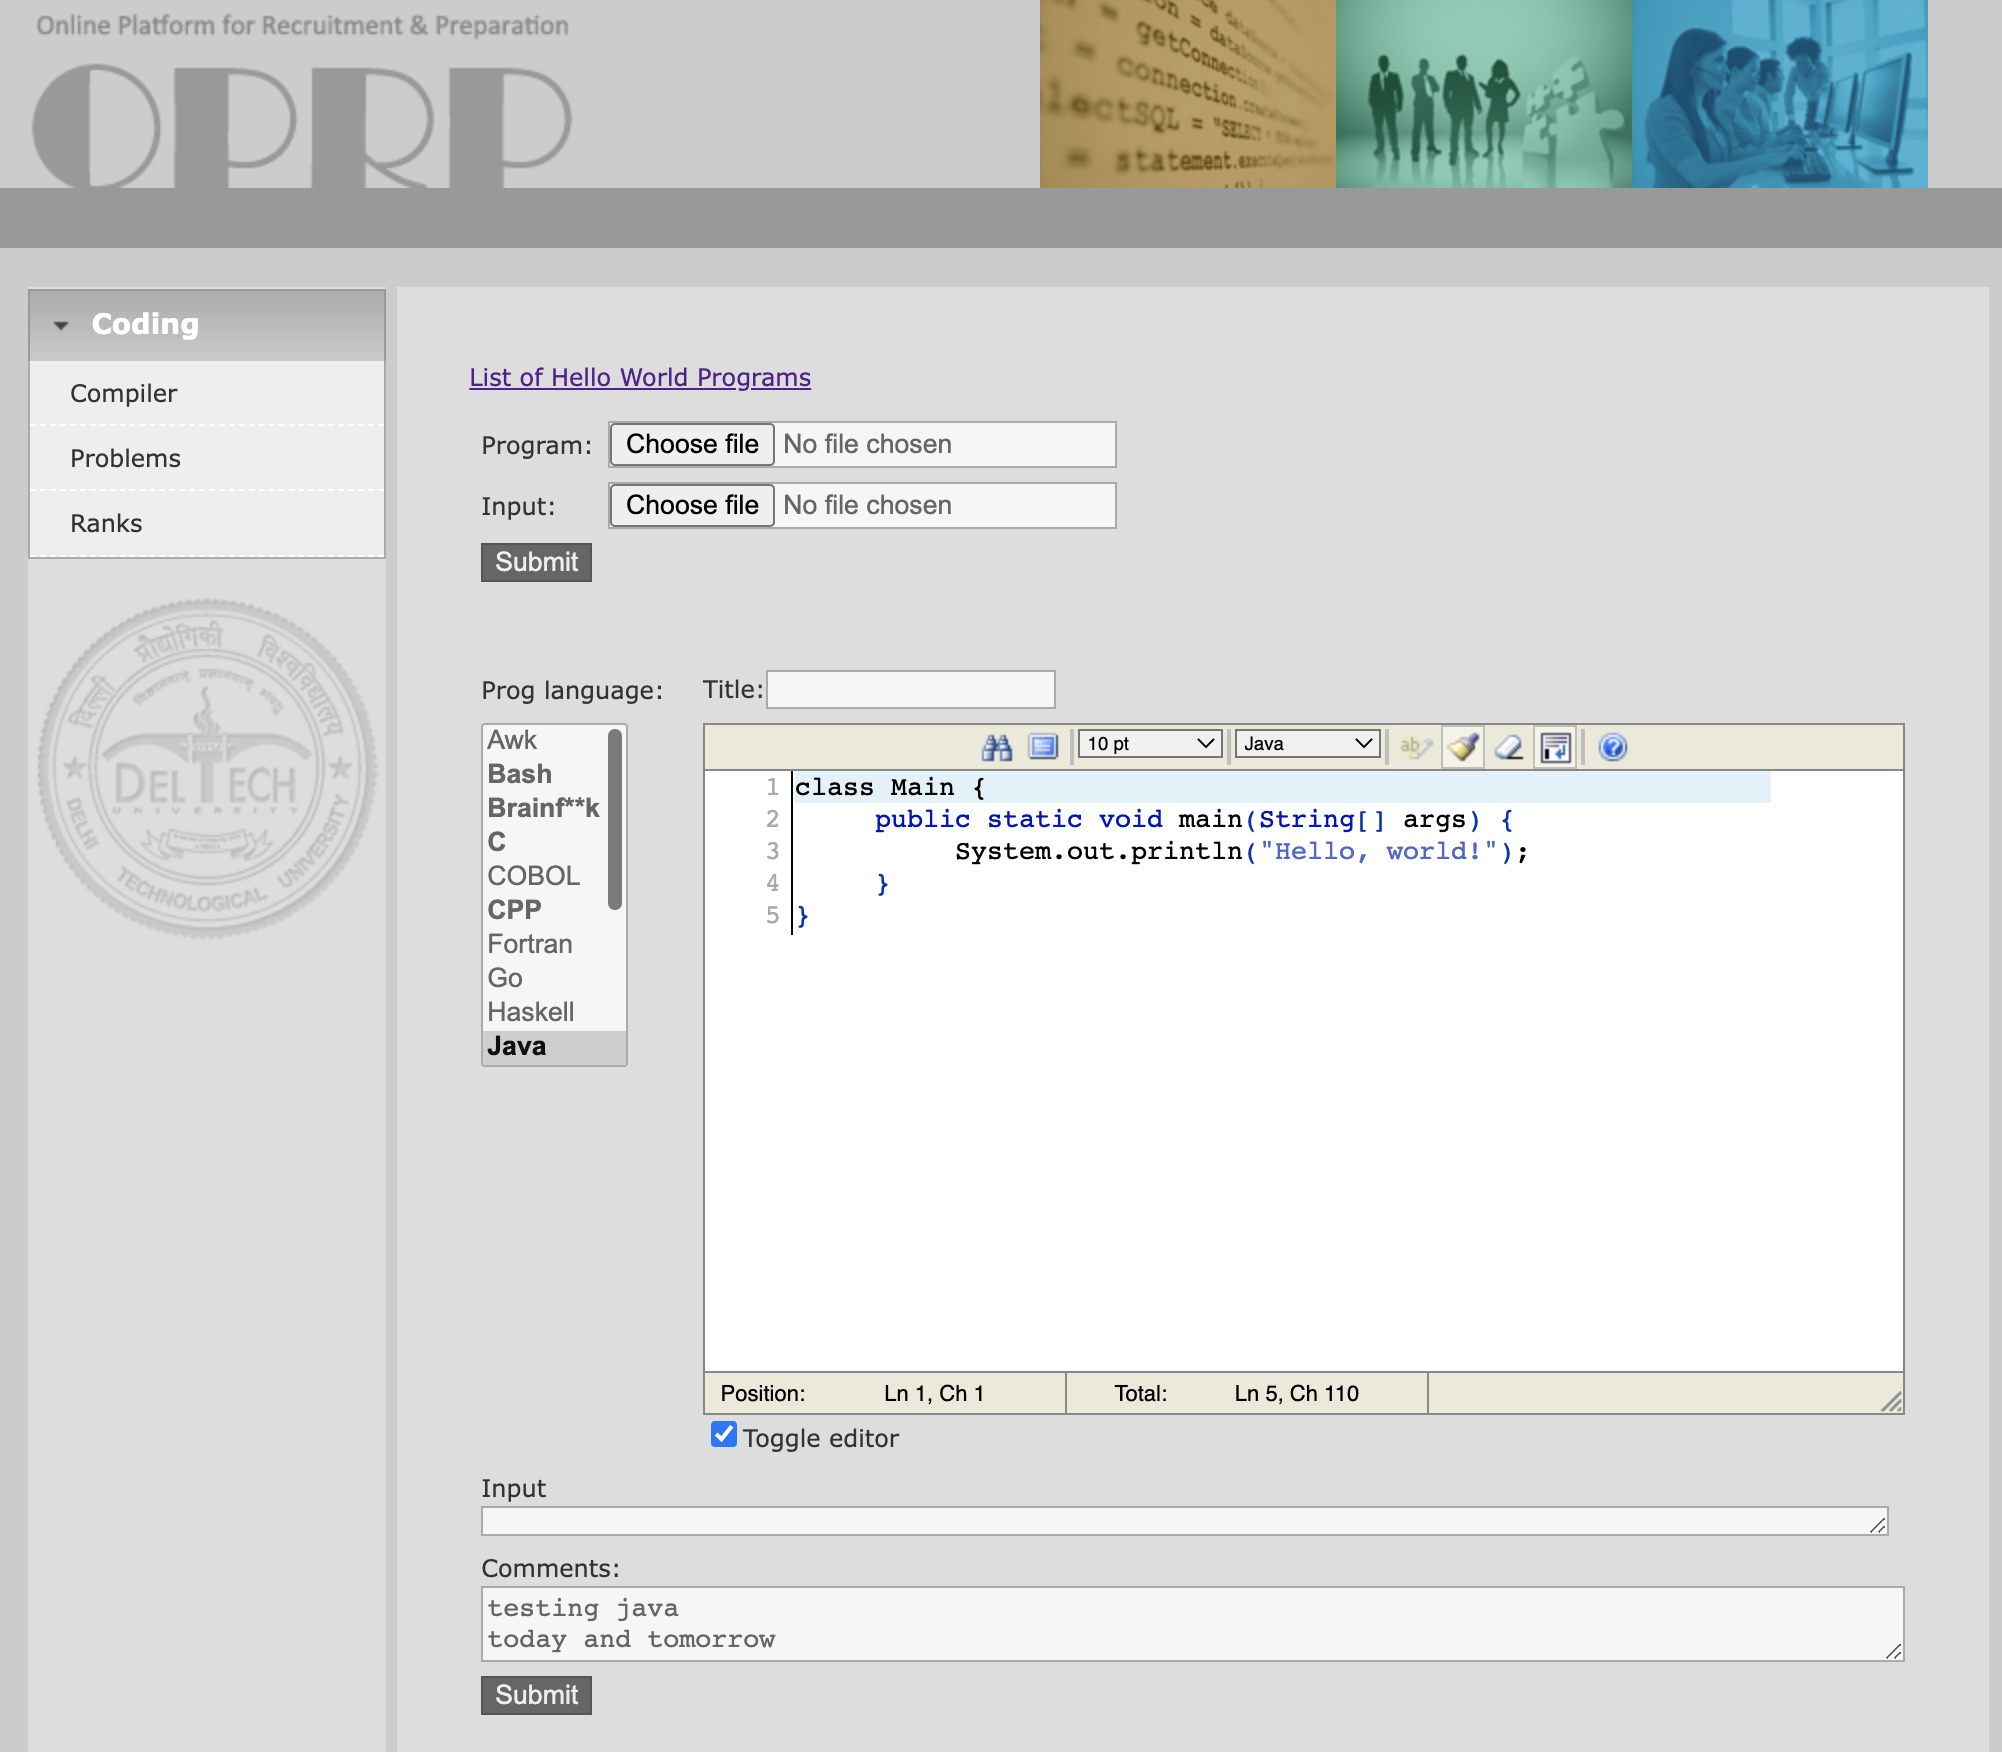 Online Platform for Recruitment & Preparation
OPRP
on =
getConnection
= connection.
lectSQL = "SELECT
= statement.
Coding
Compiler
Problems
Ranks
दिल्ली प्रौद्योगिकी विश्वविद्यालय
DTU
DELTECH
UNIVERSITY
DELHI TECHNOLOGICAL UNIVERSITY
List of Hello World Programs
Program: Choose file No file chosen
Input: Choose file No file chosen
Submit
Prog language: Title:
Awk
Bash
Brainf**k
C
COBOL
CPP
Fortran
Go
Haskell
Java
10 pt Java
1 class Main {
2 public static void main(String[] args) {
3 System.out.println("Hello, world!");
4 }
5 }
Position: Ln 1, Ch 1 Total: Ln 5, Ch 110
Toggle editor
Input
Comments:
testing java
today and tomorrow
Submit